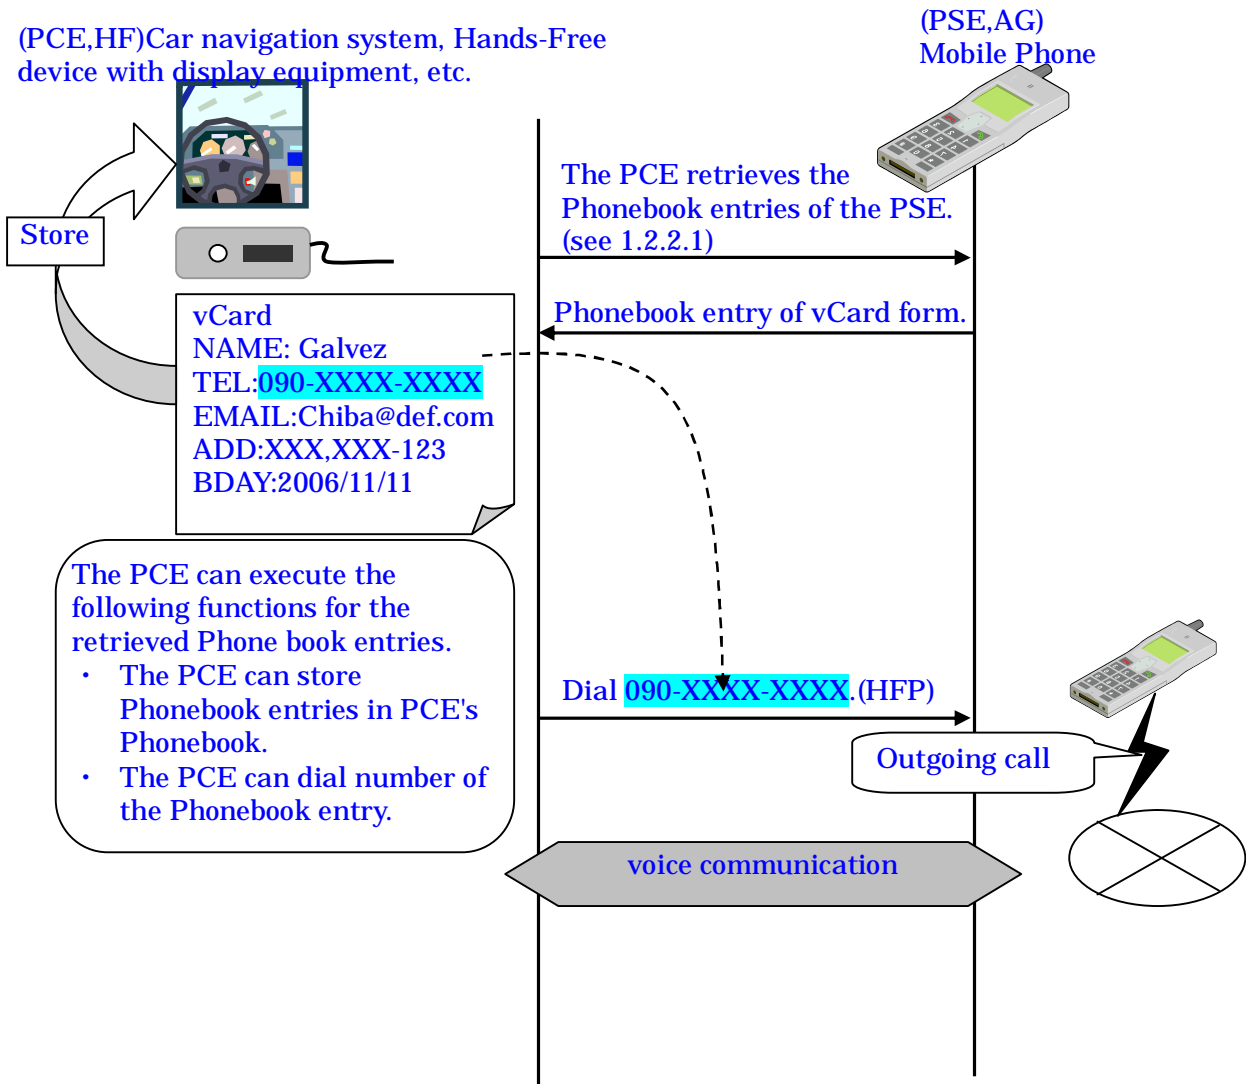 (PCE,HF)Car navigation system, Hands-Free
device with display equipment, etc.
(PSE,AG)
Mobile Phone
Store
The PCE retrieves the
Phonebook entries of the PSE.
(see 1.2.2.1)
Phonebook entry of vCard form.
vCard
NAME: Galvez
TEL:090-XXXX-XXXX
EMAIL:Chiba@def.com
ADD:XXX,XXX-123
BDAY:2006/11/11
The PCE can execute the
following functions for the
retrieved Phone book entries.
・ The PCE can store
Phonebook entries in PCE's
Phonebook.
・ The PCE can dial number of
the Phonebook entry.
Dial 090-XXXX-XXXX.(HFP)
Outgoing call
voice communication